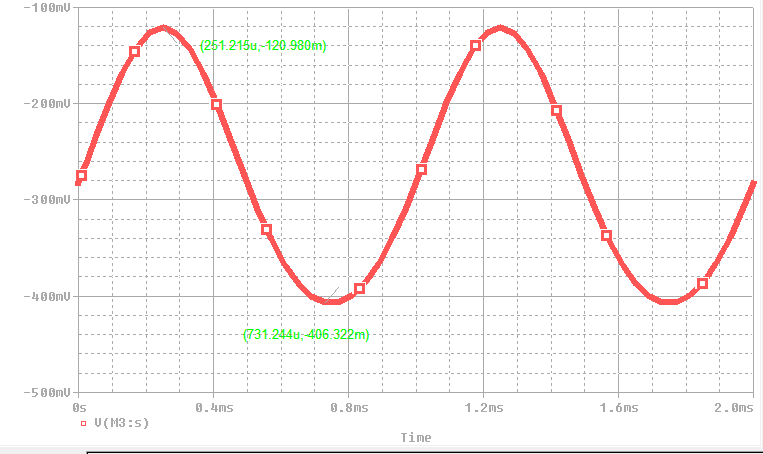 -100mV
(251.215u,-120.980m)
-200mV
-300mV
-400mV
(731.244u,-406.322m)
-500mV
0s 0.4ms 0.8ms 1.2ms 1.6ms 2.0ms
V(M3:s)
Time